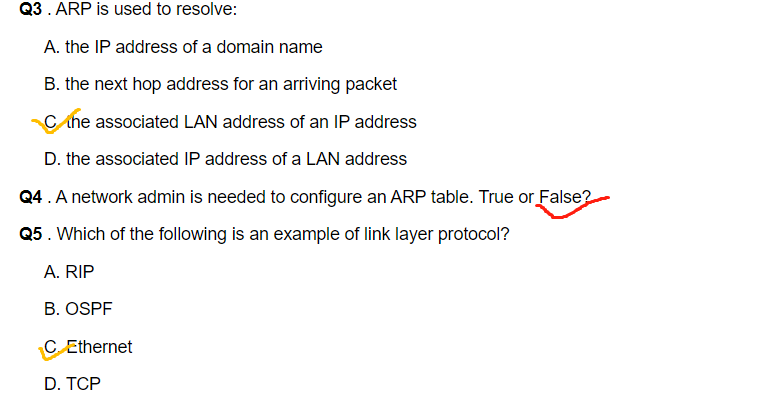 Q3 . ARP is used to resolve:
A. the IP address of a domain name
B. the next hop address for an arriving packet
C. the associated LAN address of an IP address
D. the associated IP address of a LAN address
Q4 . A network admin is needed to configure an ARP table. True or False?
Q5 . Which of the following is an example of link layer protocol?
A. RIP
B. OSPF
C. Ethernet
D. TCP